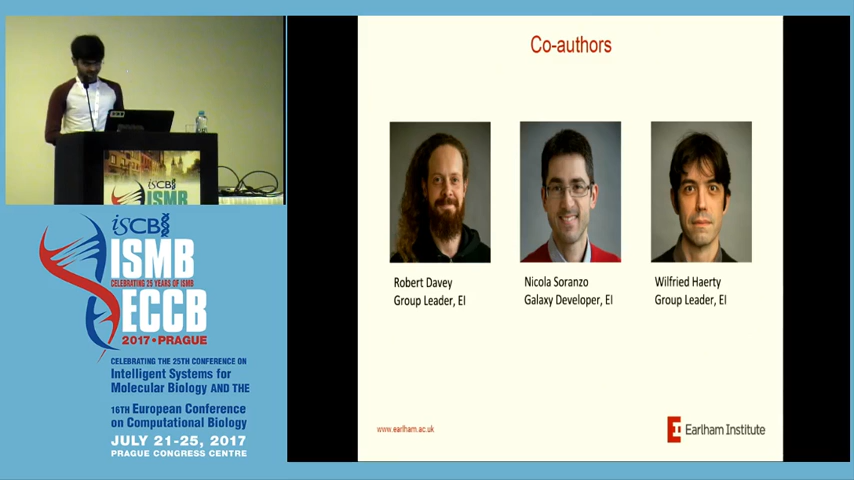 iSCB
ISMB
iSCB
ISMB
CELEBRATING 25 YEARS OF ISMB
ECCB
2017 • PRAGUE
CELEBRATING THE 25TH CONFERENCE ON
Intelligent Systems for
Molecular Biology AND THE
16TH European Conference
on Computational Biology
JULY 21-25, 2017
PRAGUE CONGRESS CENTRE
Co-authors
Robert Davey
Group Leader, EI
Nicola Soranzo
Galaxy Developer, EI
Wilfried Haerty
Group Leader, EI
www.earlham.ac.uk
EI Earlham Institute